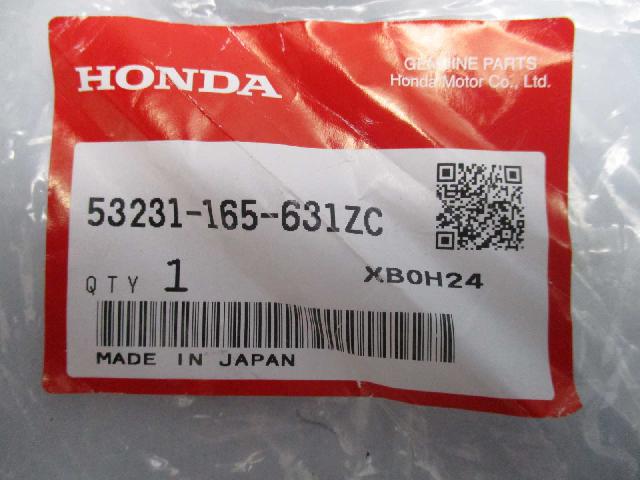 HONDA
GENUINE PARTS
Honda Motor Co., Ltd.
53231-165-631ZC
QTY 1
XB0H24
MADE IN JAPAN